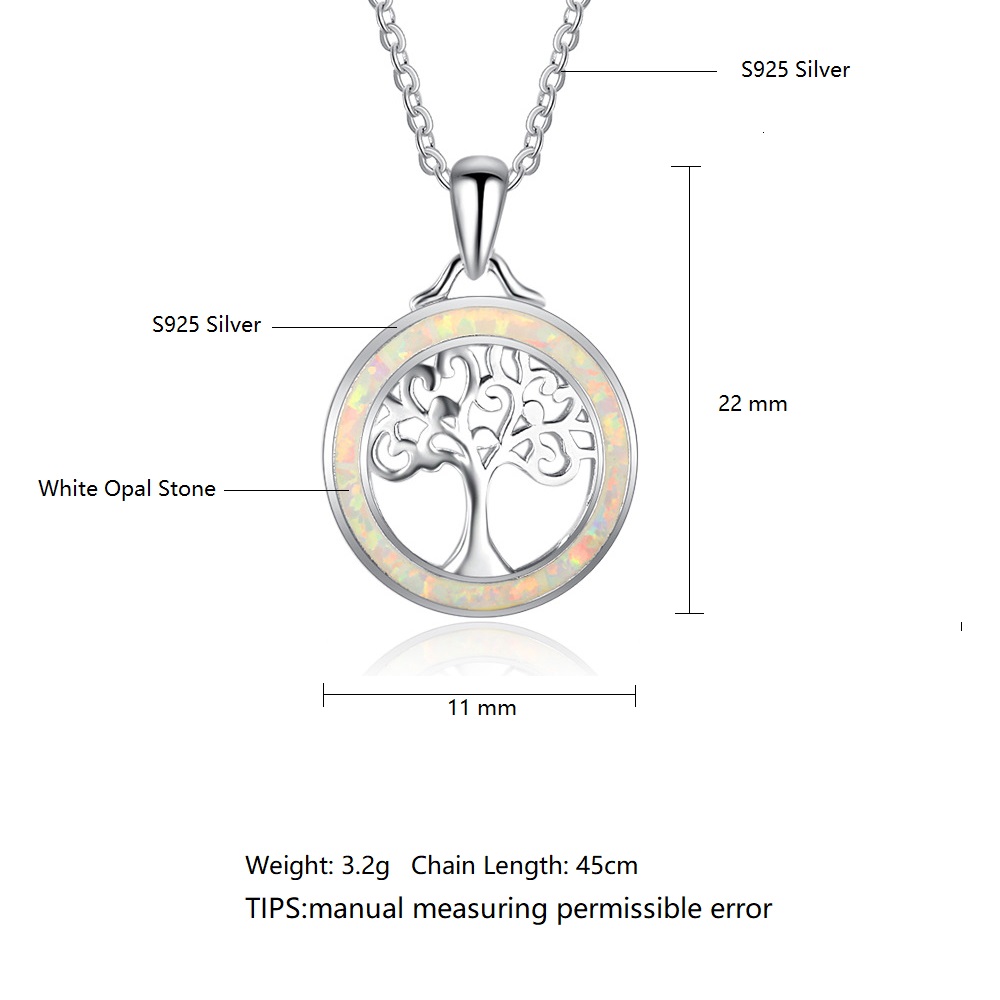 S925 Silver
S925 Silver
22 mm
White Opal Stone
11 mm
Weight: 3.2g   Chain Length: 45cm
TIPS:manual measuring permissible error